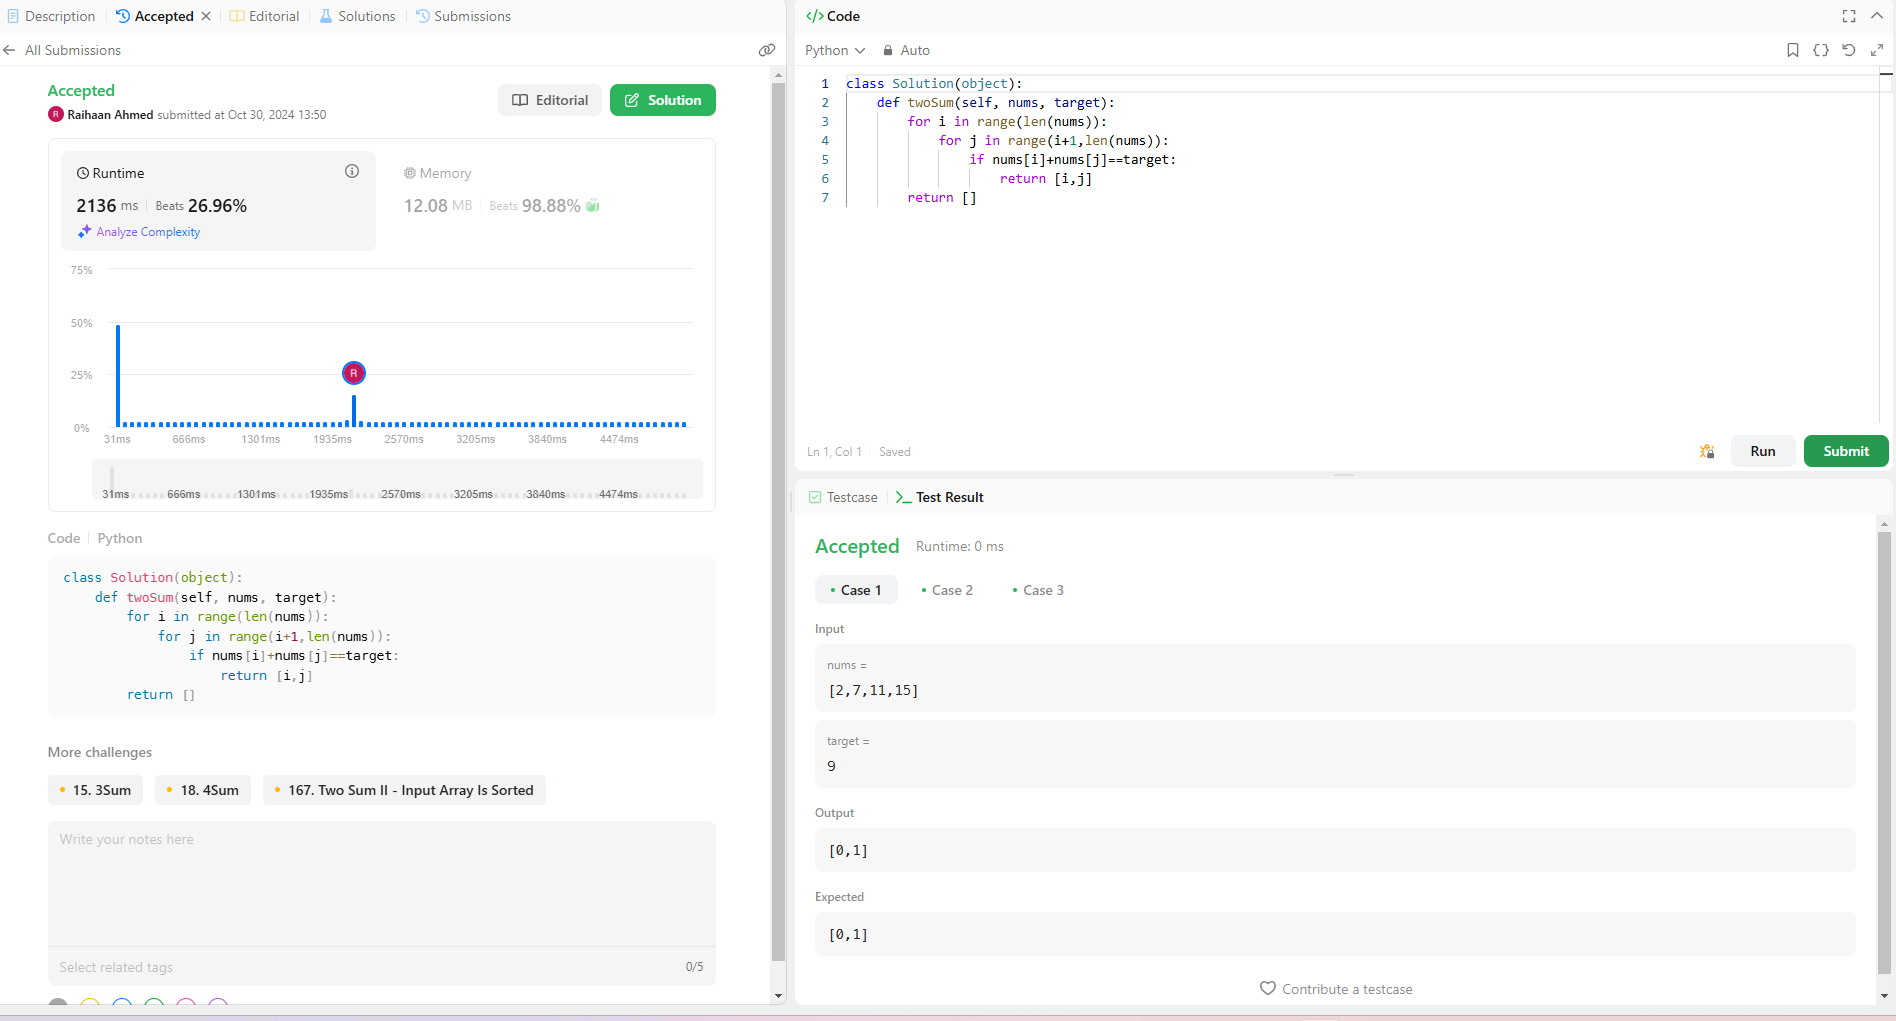 Description
Accepted
Editorial
Solutions
Submissions
All Submissions
Accepted
R Raihaan Ahmed submitted at Oct 30, 2024 13:50
Editorial
Solution
Runtime
2136 ms Beats 26.96%
Analyze Complexity
Memory
12.08 MB Beats 98.88%
75%
50%
25%
0%
R
31ms 666ms 1301ms 1935ms 2570ms 3205ms 3840ms 4474ms
31ms 666ms 1301ms 1935ms 2570ms 3205ms 3840ms 4474ms
Code Python
class Solution(object):
    def twoSum(self, nums, target):
        for i in range(len(nums)):
            for j in range(i+1,len(nums)):
                if nums[i]+nums[j]==target:
                    return [i,j]
        return []
More challenges
15. 3Sum
18. 4Sum
167. Two Sum II - Input Array Is Sorted
Write your notes here
Select related tags
0/5
</> Code
Python
Auto
1 class Solution(object):
2     def twoSum(self, nums, target):
3         for i in range(len(nums)):
4             for j in range(i+1,len(nums)):
5                 if nums[i]+nums[j]==target:
6                     return [i,j]
7         return []
Ln 1, Col 1 Saved
Run
Submit
Testcase
Test Result
Accepted Runtime: 0 ms
Case 1
Case 2
Case 3
Input
nums =
[2,7,11,15]
target =
9
Output
[0,1]
Expected
[0,1]
Contribute a testcase